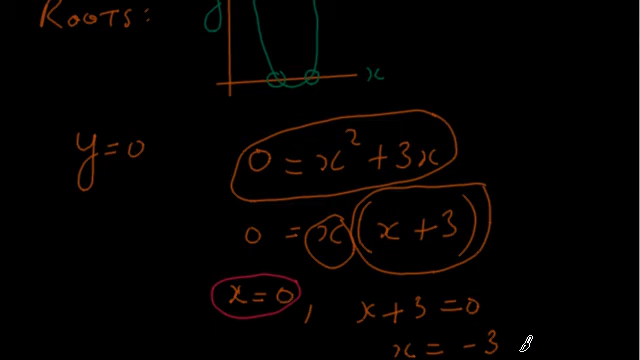 Roots:
y
x
y=0
0 = x² + 3x
0 = x (x + 3)
x = 0 , x + 3 = 0
x = -3